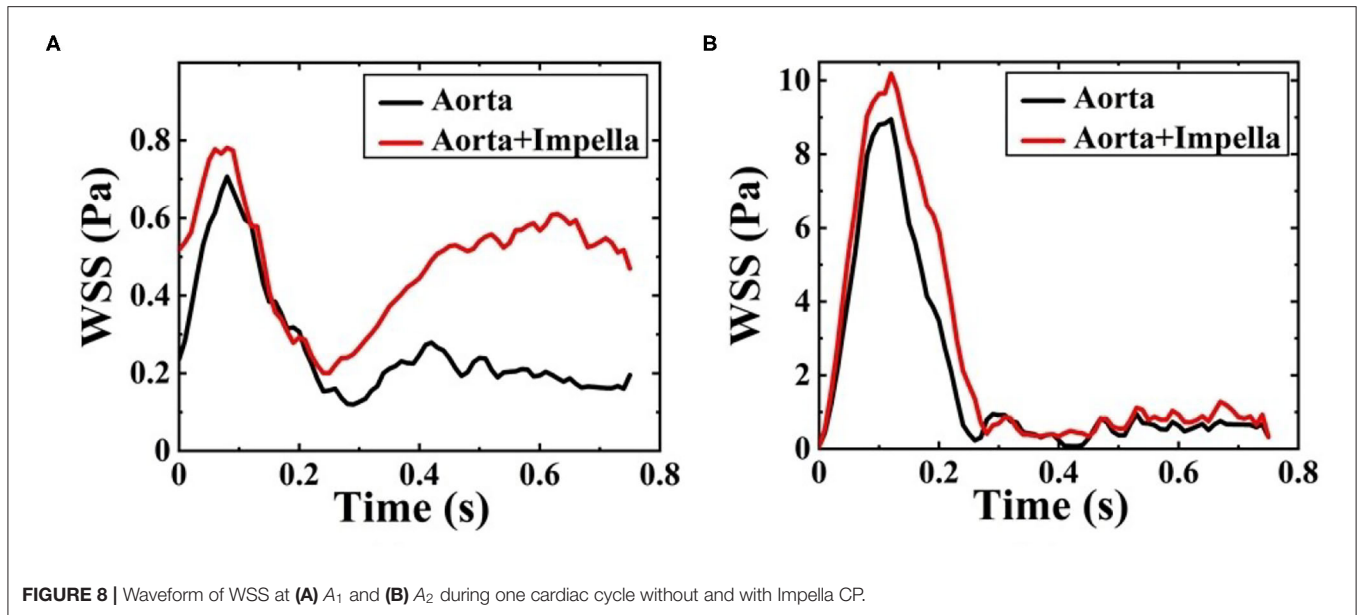 A
Aorta
Aorta+Impella
WSS (Pa)
0.8
0.6
0.4
0.2
0
0 0.2 0.4 0.6 0.8
Time (s)
B
Aorta
Aorta+Impella
WSS (Pa)
10
8
6
4
2
0
0 0.2 0.4 0.6 0.8
Time (s)
FIGURE 8 | Waveform of WSS at (A) A₁ and (B) A₂ during one cardiac cycle without and with Impella CP.